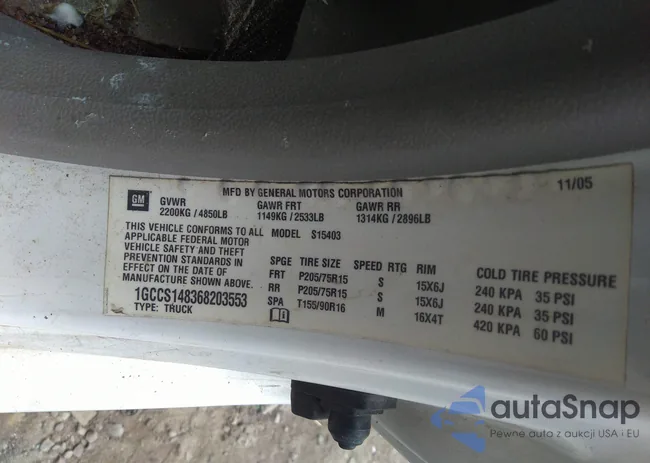 MFD BY GENERAL MOTORS CORPORATION 11/05
GM GVWR GAWR FRT GAWR RR
2200KG / 4850LB 1149KG / 2533LB 1314KG / 2896LB
THIS VEHICLE CONFORMS TO ALL MODEL S15403
APPLICABLE FEDERAL MOTOR
VEHICLE SAFETY AND THEFT
PREVENTION STANDARDS IN
EFFECT ON THE DATE OF
MANUFACTURE SHOWN ABOVE.
1GCCS148368203553
TYPE: TRUCK
SPGE TIRE SIZE SPEED RTG RIM COLD TIRE PRESSURE
FRT P205/75R15 S 15X6J 240 KPA 35 PSI
RR P205/75R15 S 15X6J 240 KPA 35 PSI
SPA T155/90R16 M 16X4T 420 KPA 60 PSI
autaSnap
Pewne auto z aukcji USA i EU